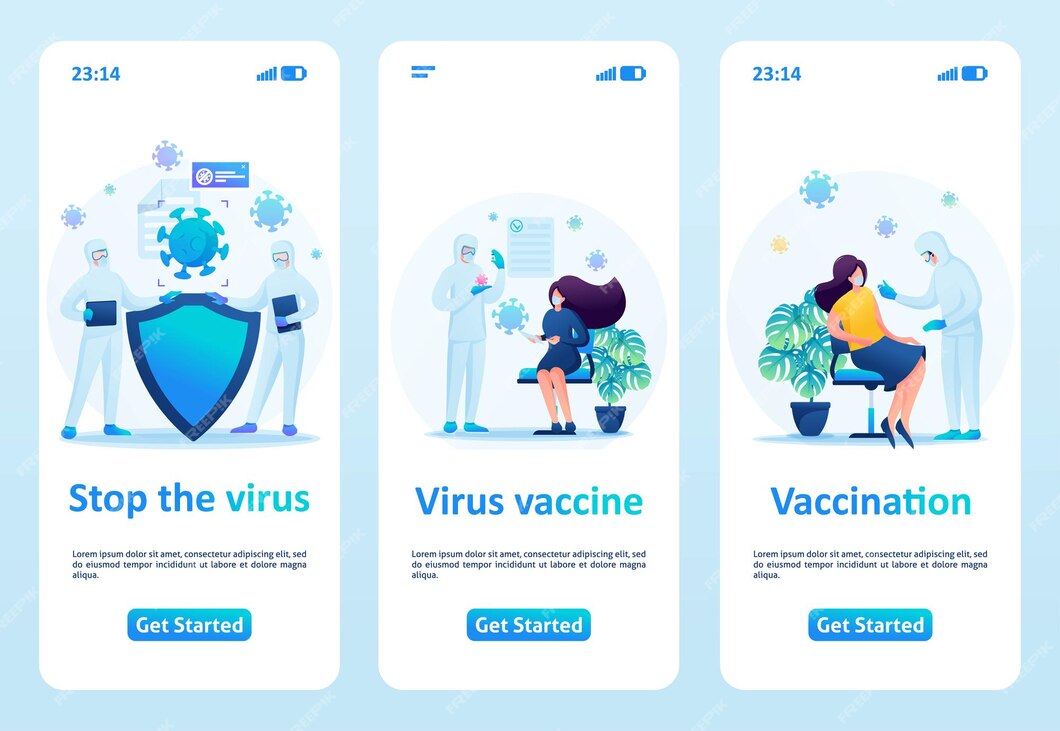 23:14
Stop the virus
Lorem ipsum dolor sit amet, consectetur adipiscing elit, sed
do eiusmod tempor incididunt ut labore et dolore magna
aliqua.
Get Started
Virus vaccine
Lorem ipsum dolor sit amet, consectetur adipiscing elit, sed
do eiusmod tempor incididunt ut labore et dolore magna
aliqua.
Get Started
23:14
Vaccination
Lorem ipsum dolor sit amet, consectetur adipiscing elit, sed
do eiusmod tempor incididunt ut labore et dolore magna
aliqua.
Get Started
FREEPIK